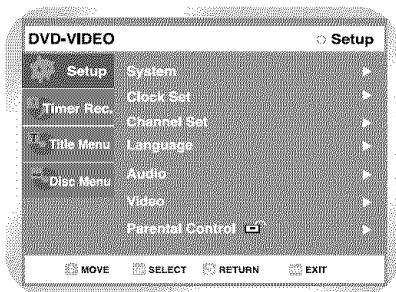 DVD-VIDEO Setup
Setup System
Timer Rec. Clock Set
Channel Set
Title Menu Language
Disc Menu Audio
Video
Parental Control
MOVE SELECT RETURN EXIT